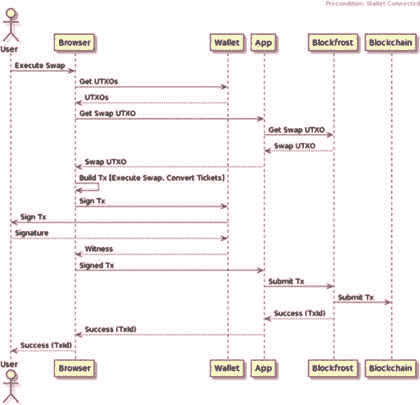 Precondition: Wallet Connected
User
Browser
Wallet
App
Blockfrost
Blockchain
Execute Swap
Get UTXOs
UTXOs
Get Swap UTXO
Get Swap UTXO
Swap UTXO
Swap UTXO
Build Tx [Execute Swap, Convert Tickets]
Sign Tx
Sign Tx
Signature
Witness
Signed Tx
Submit Tx
Submit Tx
Success (TxId)
Success (TxId)
Success (TxId)
User
Browser
Wallet
App
Blockfrost
Blockchain